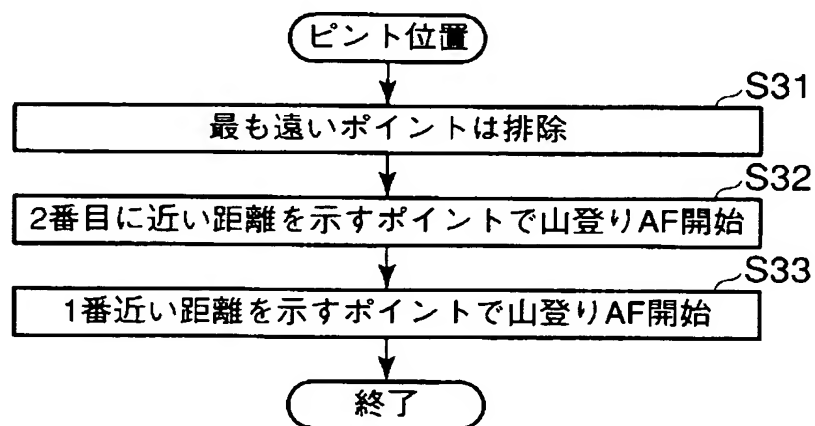 ピント位置
S31
最も遠いポイントは排除
S32
2番目に近い距離を示すポイントで山登りAF開始
S33
1番近い距離を示すポイントで山登りAF開始
終了